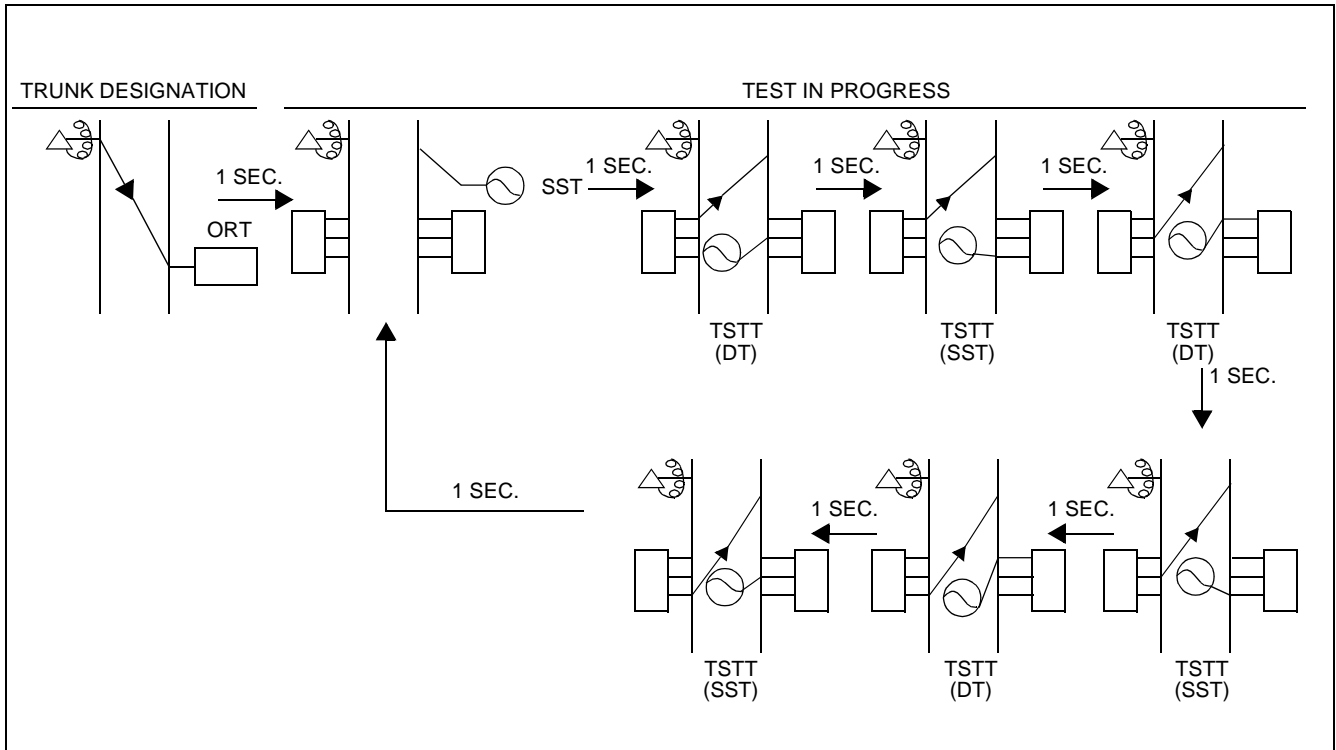 TRUNK DESIGNATION
TEST IN PROGRESS
1 SEC.
ORT
SST
1 SEC.
1 SEC.
1 SEC.
TSTT
(DT)
TSTT
(SST)
TSTT
(DT)
1 SEC.
1 SEC.
1 SEC.
1 SEC.
TSTT
(SST)
TSTT
(DT)
TSTT
(SST)